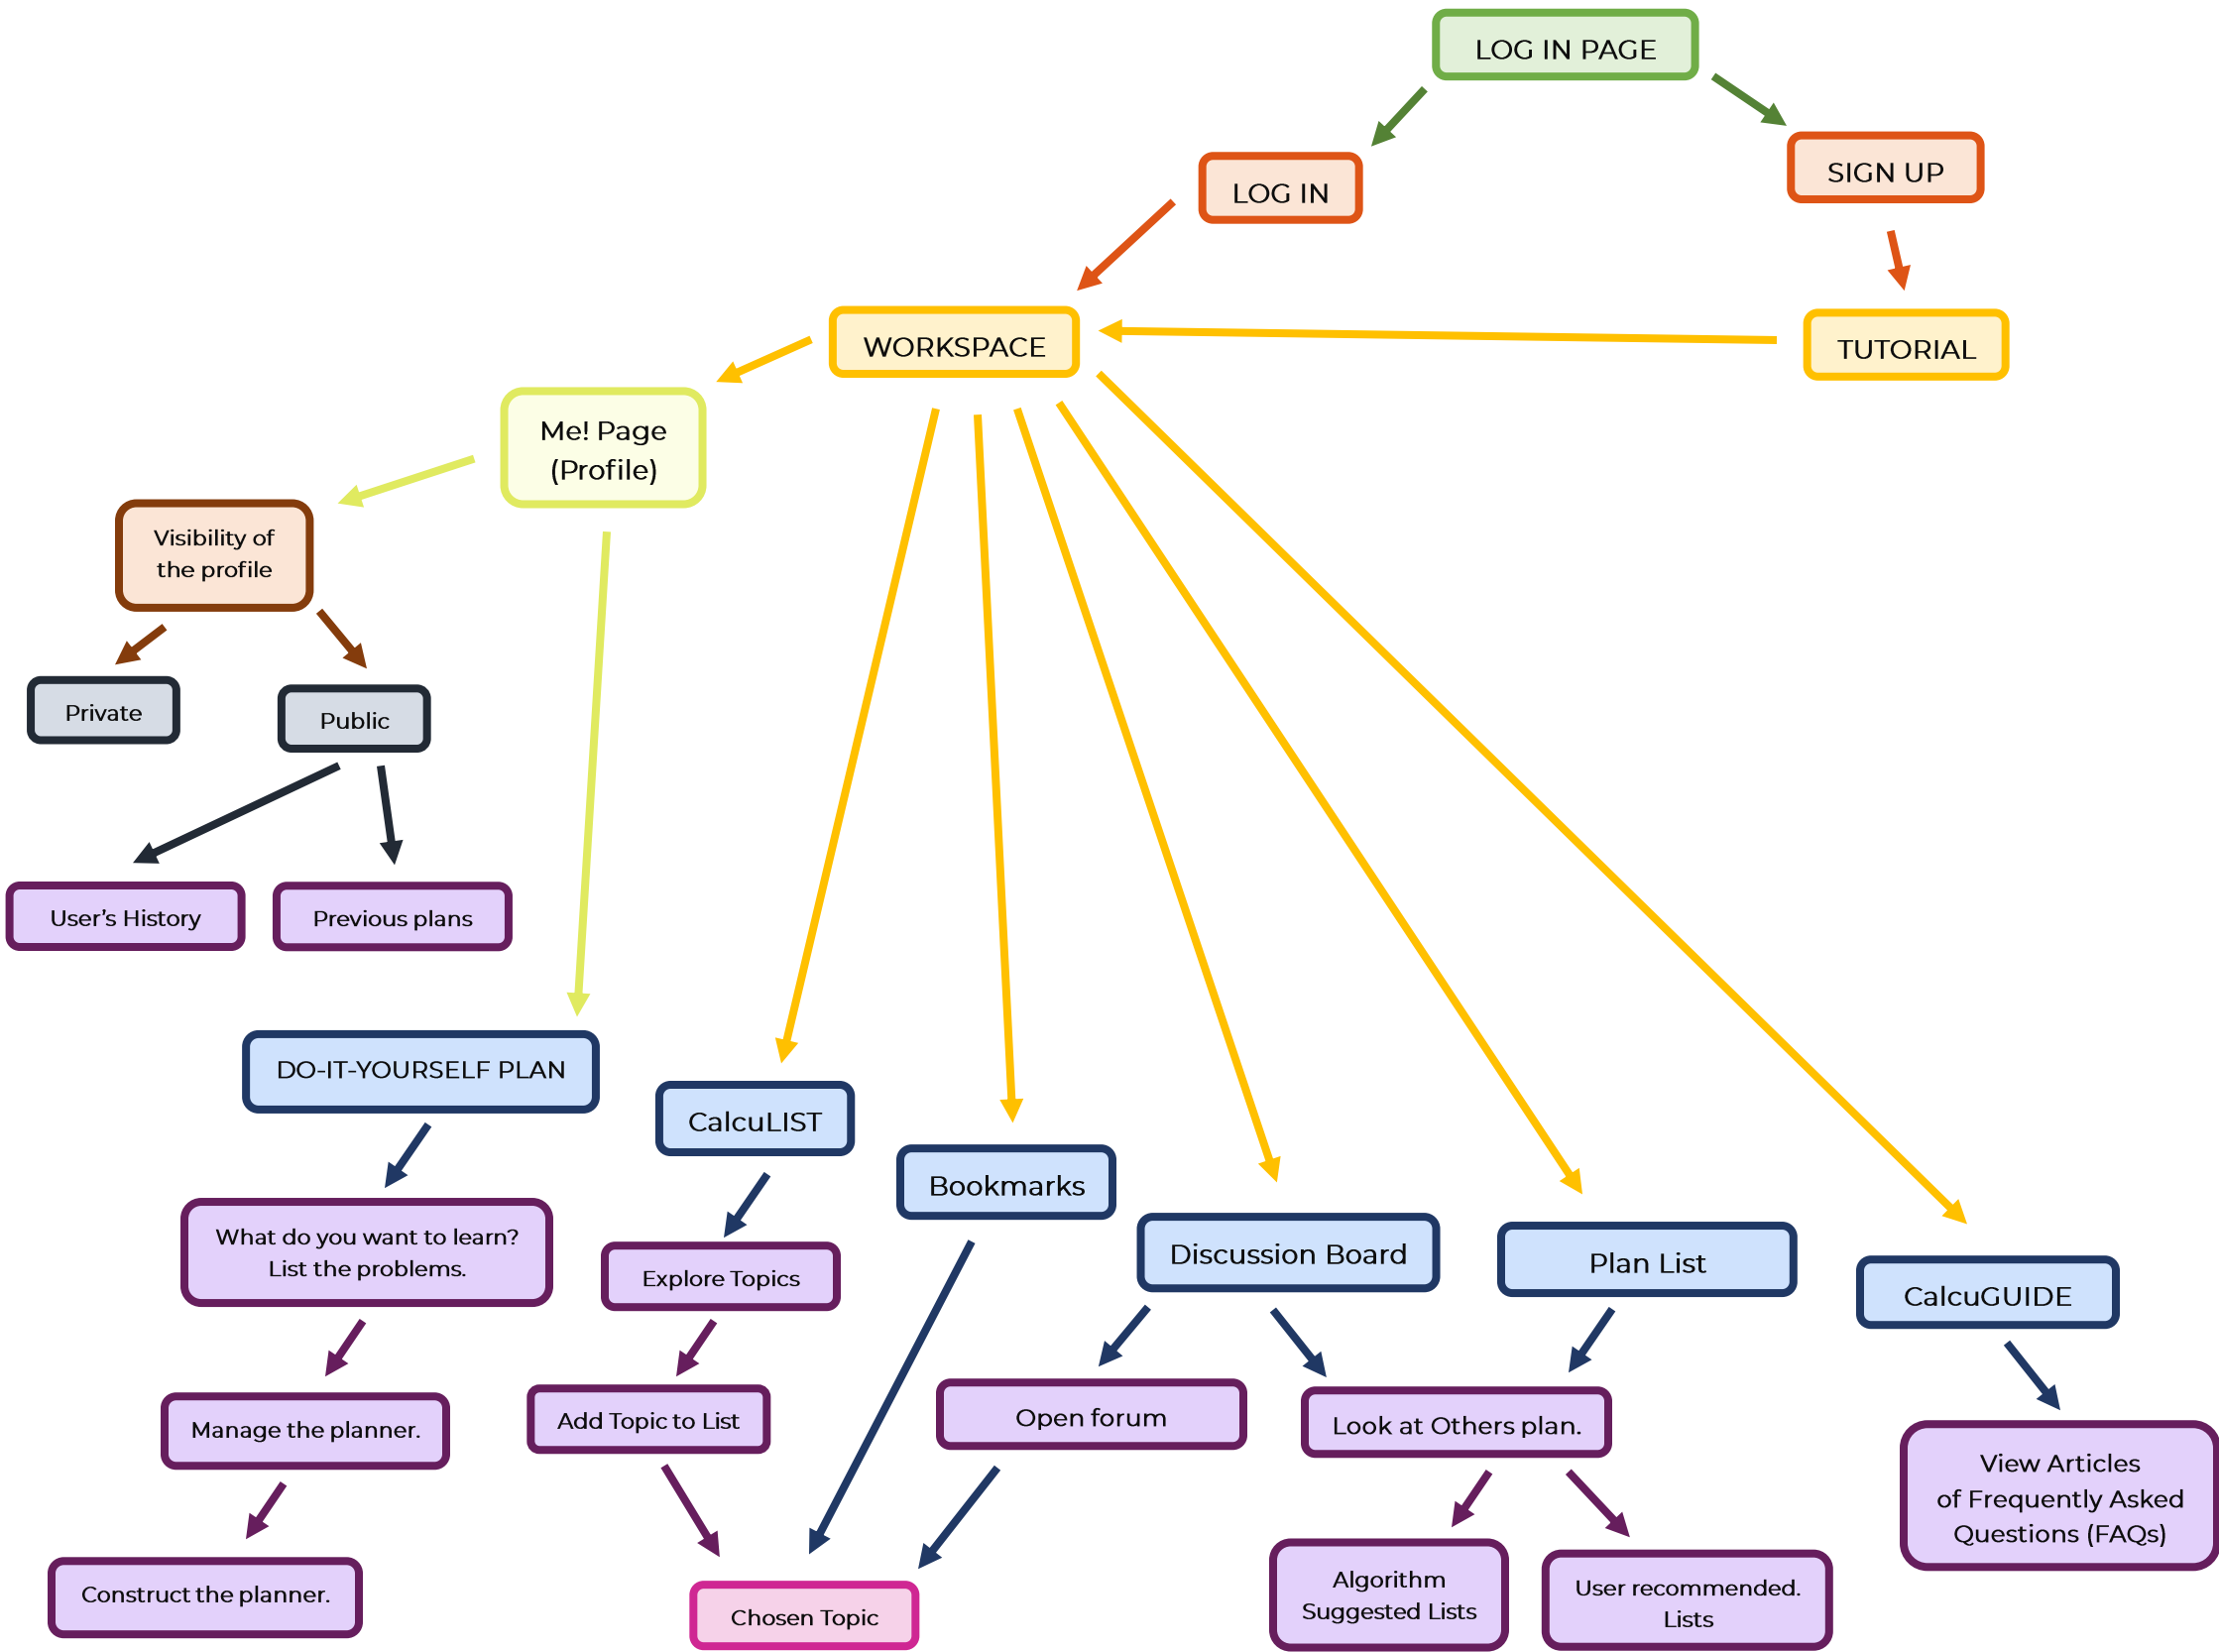 LOG IN PAGE
LOG IN
SIGN UP
WORKSPACE
TUTORIAL
Me! Page
(Profile)
Visibility of
the profile
Private
Public
User’s History
Previous plans
DO-IT-YOURSELF PLAN
CalcuLIST
Bookmarks
Discussion Board
Plan List
CalcuGUIDE
What do you want to learn?
List the problems.
Explore Topics
Manage the planner.
Add Topic to List
Open forum
Look at Others plan.
View Articles
of Frequently Asked
Questions (FAQs)
Construct the planner.
Chosen Topic
Algorithm
Suggested Lists
User recommended.
Lists